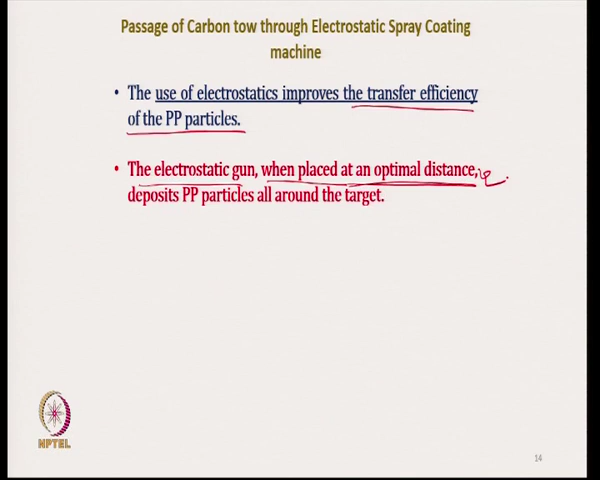 Passage of Carbon tow through Electrostatic Spray Coating
machine
• The use of electrostatics improves the transfer efficiency
of the PP particles.
• The electrostatic gun, when placed at an optimal distance,
deposits PP particles all around the target.
NPTEL
14